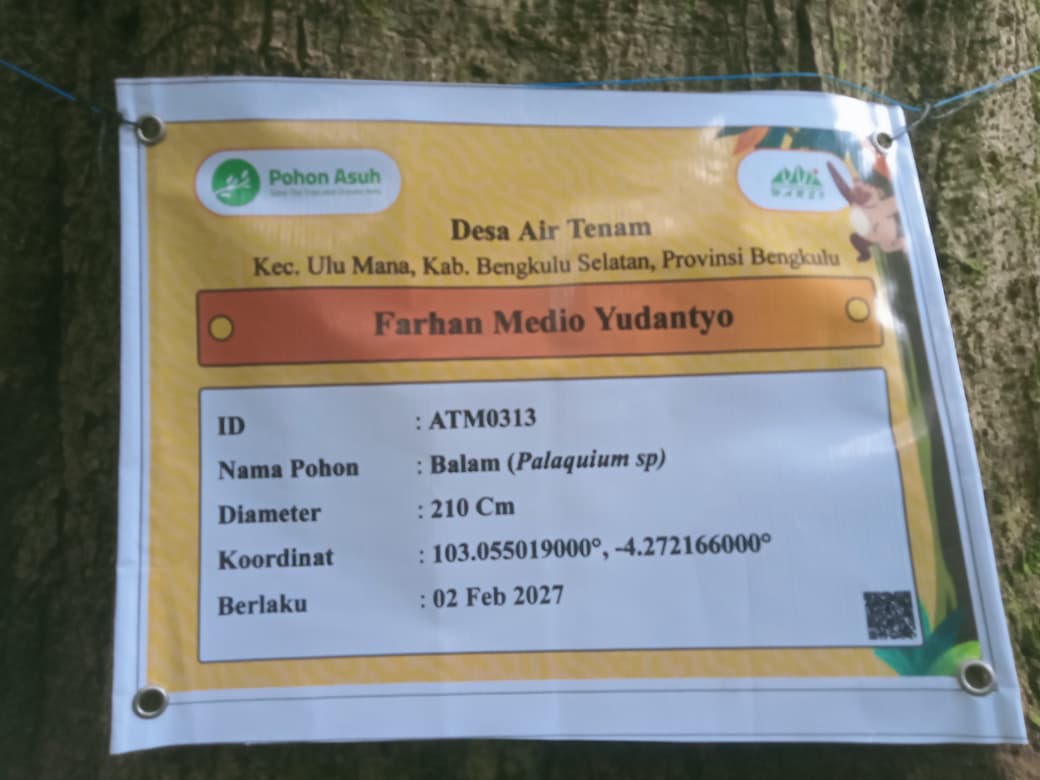 Pohon Asuh
WARSI
Desa Air Tenam
Kec. Ulu Mana, Kab. Bengkulu Selatan, Provinsi Bengkulu
Farhan Medio Yudantyo
ID : ATM0313
Nama Pohon : Balam (Palaquium sp)
Diameter : 210 Cm
Koordinat : 103.055019000°, -4.272166000°
Berlaku : 02 Feb 2027